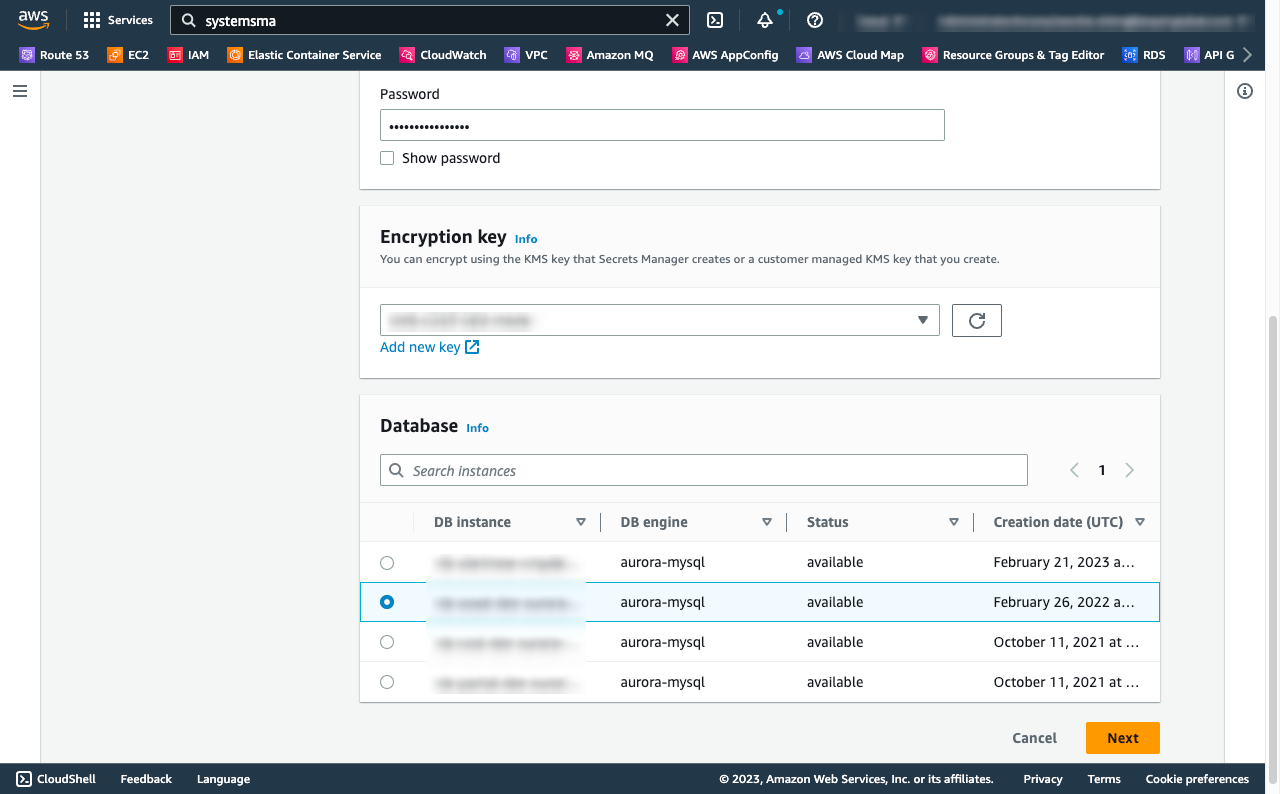 aws Services systemsma
Route 53 EC2 IAM Elastic Container Service CloudWatch VPC Amazon MQ AWS AppConfig AWS Cloud Map Resource Groups & Tag Editor RDS API G
Password
••••••••••••••••
Show password
Encryption key Info
You can encrypt using the KMS key that Secrets Manager creates or a customer managed KMS key that you create.
Add new key
Database Info
Search instances 1
DB instance DB engine Status Creation date (UTC)
aurora-mysql available February 21, 2023 a...
aurora-mysql available February 26, 2022 a...
aurora-mysql available October 11, 2021 at ...
aurora-mysql available October 11, 2021 at ...
Cancel Next
CloudShell Feedback Language © 2023, Amazon Web Services, Inc. or its affiliates. Privacy Terms Cookie preferences